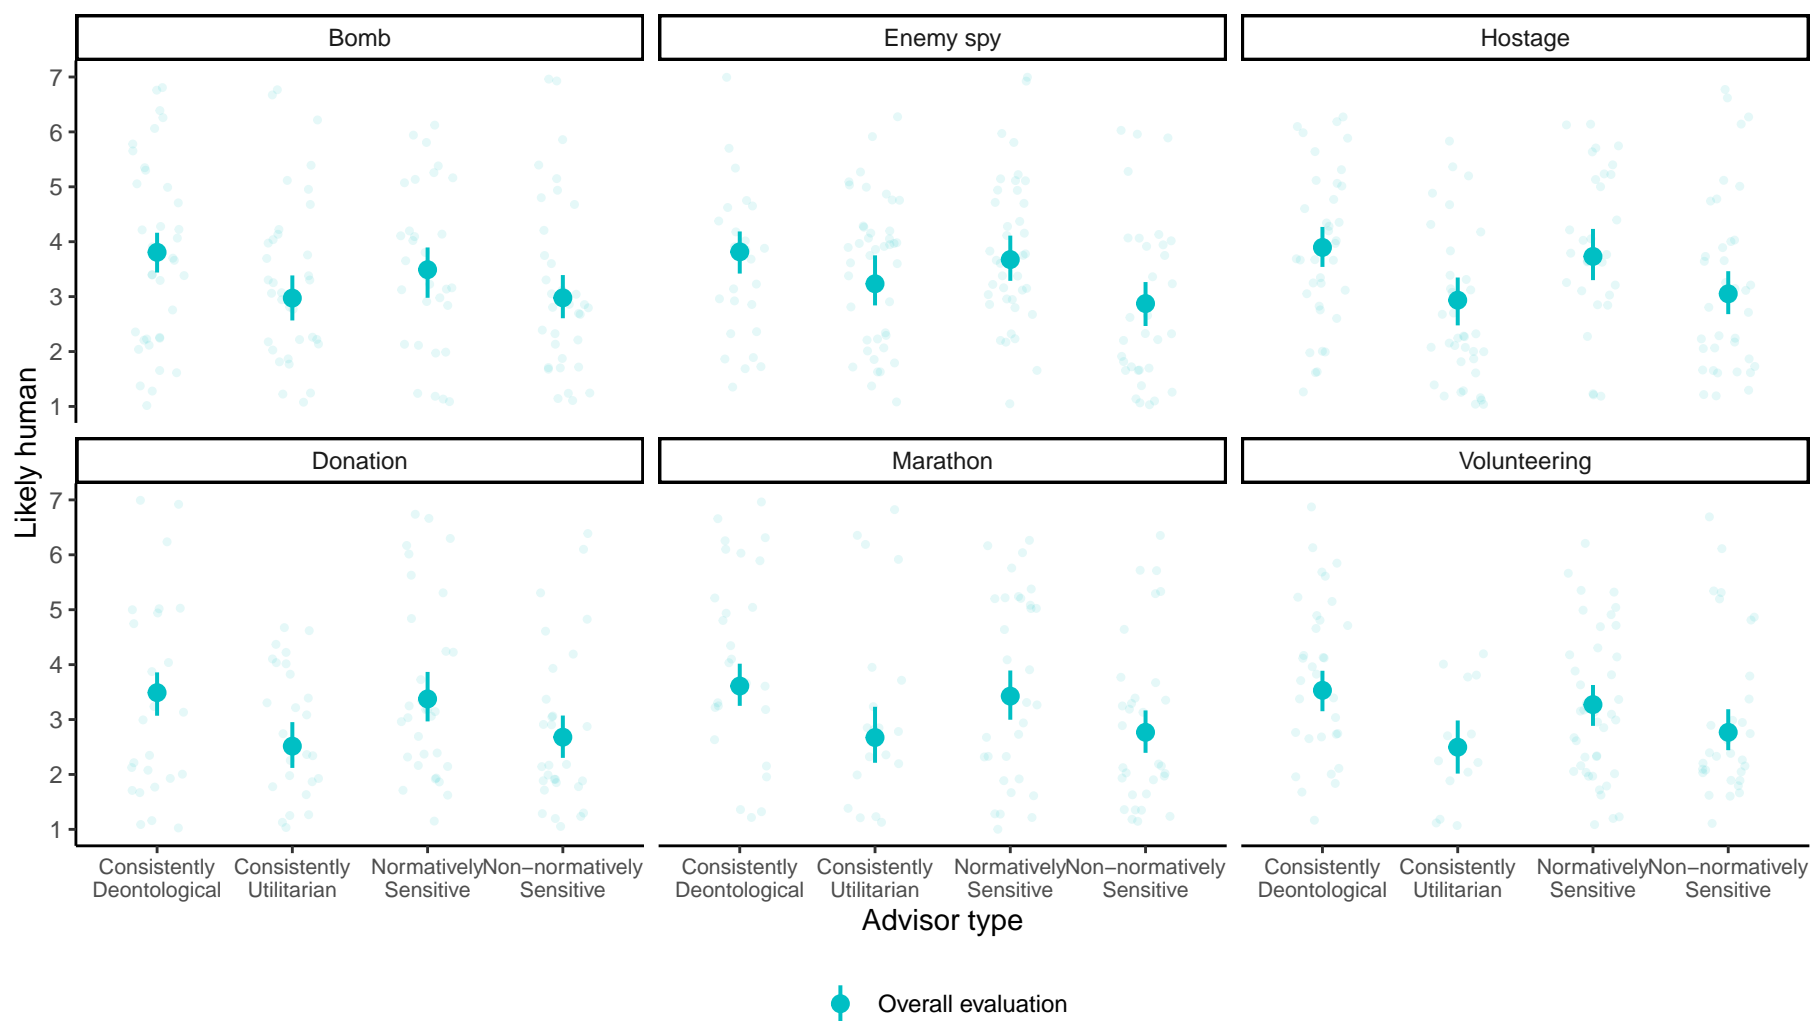 Bomb
Enemy spy
Hostage
7
6
5
4
3
2
1
Likely human
Donation
Marathon
Volunteering
7
6
5
4
3
2
1
Consistently
Deontological
Consistently
Utilitarian
Normatively
Sensitive
Non−normatively
Sensitive
Consistently
Deontological
Consistently
Utilitarian
Normatively
Sensitive
Non−normatively
Sensitive
Consistently
Deontological
Consistently
Utilitarian
Normatively
Sensitive
Non−normatively
Sensitive
Advisor type
Overall evaluation